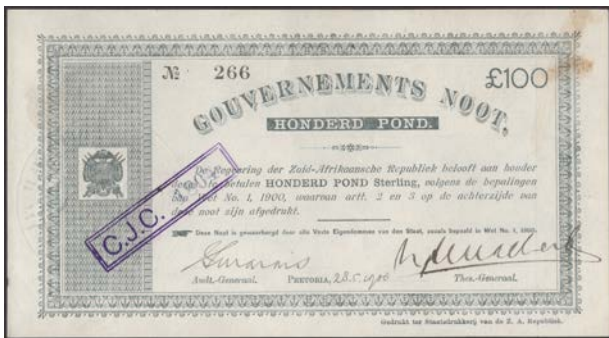 № 266 £100
GOUVERNEMENTS NOOT,
HONDERD POND.
De Regeering der Zuid-Afrikaansche Republiek belooft aan houder
dezes te betalen HONDERD POND Sterling, volgens de bepalingen
van Wet No. 1, 1900, waarvan artt. 2 en 3 op de achterzijde van
deze noot zijn afgedrukt.
Deze Noot is gewaarborgd door alle Vaste Eigendommen van den Staat, zooals bepaald in Wet No. 1, 1900.
Audt.-Generaal. PRETORIA, 28.5.1900 Thes.-Generaal.
Gedrukt ter Staatsdrukkerij van de Z. A. Republiek.
C.J.C.